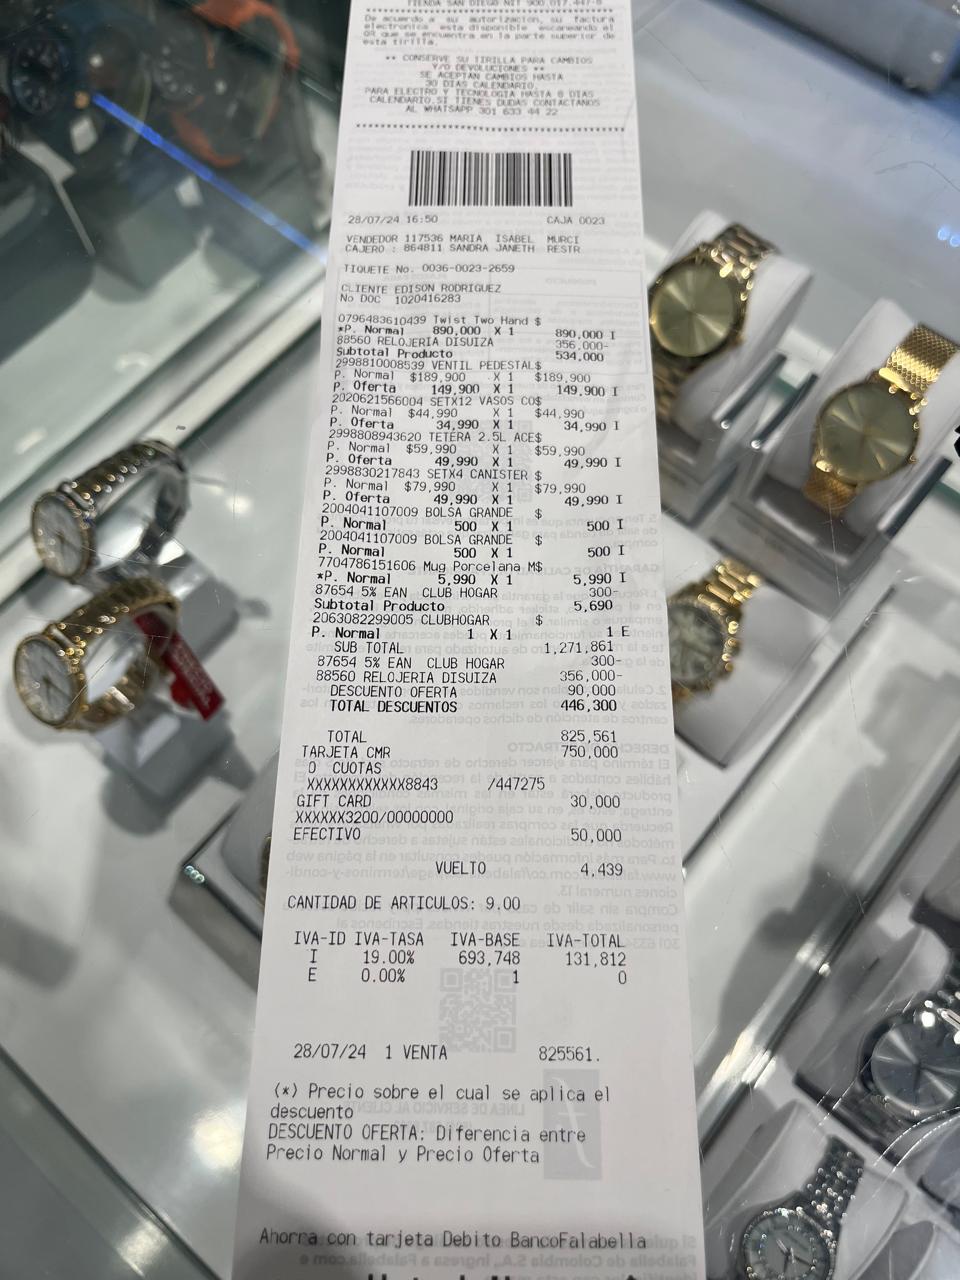 TIENDA SAN DIEGO NIT 900.017.447-8
De acuerdo a su autorizacion, su factura
electronica esta disponible escaneando el
QR que se encuentra en la parte superior de
esta tirilla.
** CONSERVE SU TIRILLA PARA CAMBIOS
Y/O DEVOLUCIONES **
SE ACEPTAN CAMBIOS HASTA
30 DIAS CALENDARIO.
PARA ELECTRO Y TECNOLOGIA HASTA 8 DIAS
CALENDARIO.SI TIENES DUDAS CONTACTANOS
AL WHATSAPP 301 633 44 22
28/07/24 16:50 CAJA 0023
VENDEDOR 117536 MARIA ISABEL MURCI
CAJERO : 864811 SANDRA JANETH RESTR
TIQUETE No. 0036-0023-2659
CLIENTE EDISON RODRIGUEZ
No DOC 1020416283
0796483610439 Twist Two Hand $
*P. Normal 890,000 X 1 890,000 I
88560 RELOJERIA DISUIZA 356,000-
Subtotal Producto 534,000
2998810008539 VENTIL PEDESTAL$
P. Normal $189,900 X 1 $189,900
P. Oferta 149,900 X 1 149,900 I
2020621566004 SETX12 VASOS CO$
P. Normal $44,990 X 1 $44,990
P. Oferta 34,990 X 1 34,990 I
2998808943620 TETERA 2.5L ACE$
P. Normal $59,990 X 1 $59,990
P. Oferta 49,990 X 1 49,990 I
2998830217843 SETX4 CANISTER $
P. Normal $79,990 X 1 $79,990
P. Oferta 49,990 X 1 49,990 I
2004041107009 BOLSA GRANDE $
P. Normal 500 X 1 500 I
2004041107009 BOLSA GRANDE $
P. Normal 500 X 1 500 I
7704786151606 Mug Porcelana M$
*P. Normal 5,990 X 1 5,990 I
87654 5% EAN CLUB HOGAR 300-
Subtotal Producto 5,690
2063082299005 CLUBHOGAR $
P. Normal 1 X 1 1 E
SUB TOTAL 1,271,861
87654 5% EAN CLUB HOGAR 300-
88560 RELOJERIA DISUIZA 356,000-
DESCUENTO OFERTA 90,000
TOTAL DESCUENTOS 446,300
TOTAL 825,561
TARJETA CMR 750,000
0 CUOTAS
XXXXXXXXXXXX8843 /447275
GIFT CARD 30,000
XXXXXX3200/00000000
EFECTIVO 50,000
VUELTO 4,439
CANTIDAD DE ARTICULOS: 9.00
IVA-ID IVA-TASA IVA-BASE IVA-TOTAL
I 19.00% 693,748 131,812
E 0.00% 1 0
28/07/24 1 VENTA 825561.
(*) Precio sobre el cual se aplica el
descuento
DESCUENTO OFERTA: Diferencia entre
Precio Normal y Precio Oferta
Ahorra con tarjeta Debito BancoFalabella